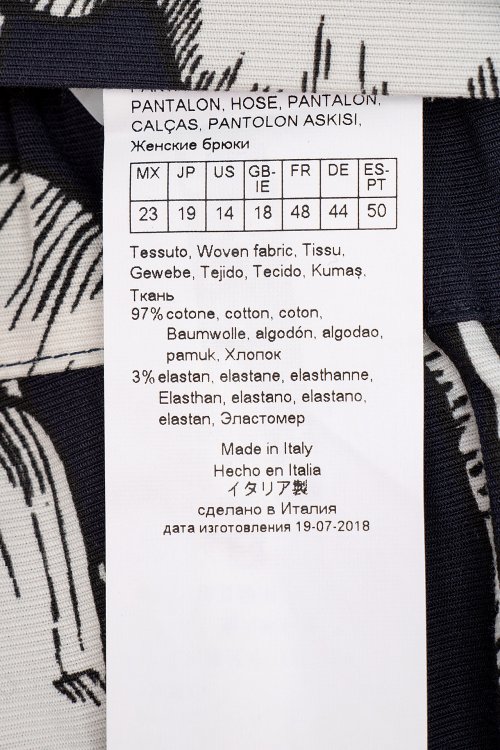 PANTALON, HOSE, PANTALON,
CALÇAS, PANTOLON ASKISI,
Женские брюки
MX JP US GB-IE FR DE ES-PT
23 19 14 18 48 44 50
Tessuto, Woven fabric, Tissu,
Gewebe, Tejido, Tecido, Kumaş,
Ткань
97% cotone, cotton, coton,
Baumwolle, algodón, algodao,
pamuk, Хлопок
3% elastan, elastane, elasthanne,
Elasthan, elastano, elastano,
elastan, Эластомер
Made in Italy
Hecho en Italia
イタリア製
сделано в Италия
дата изготовления 19-07-2018